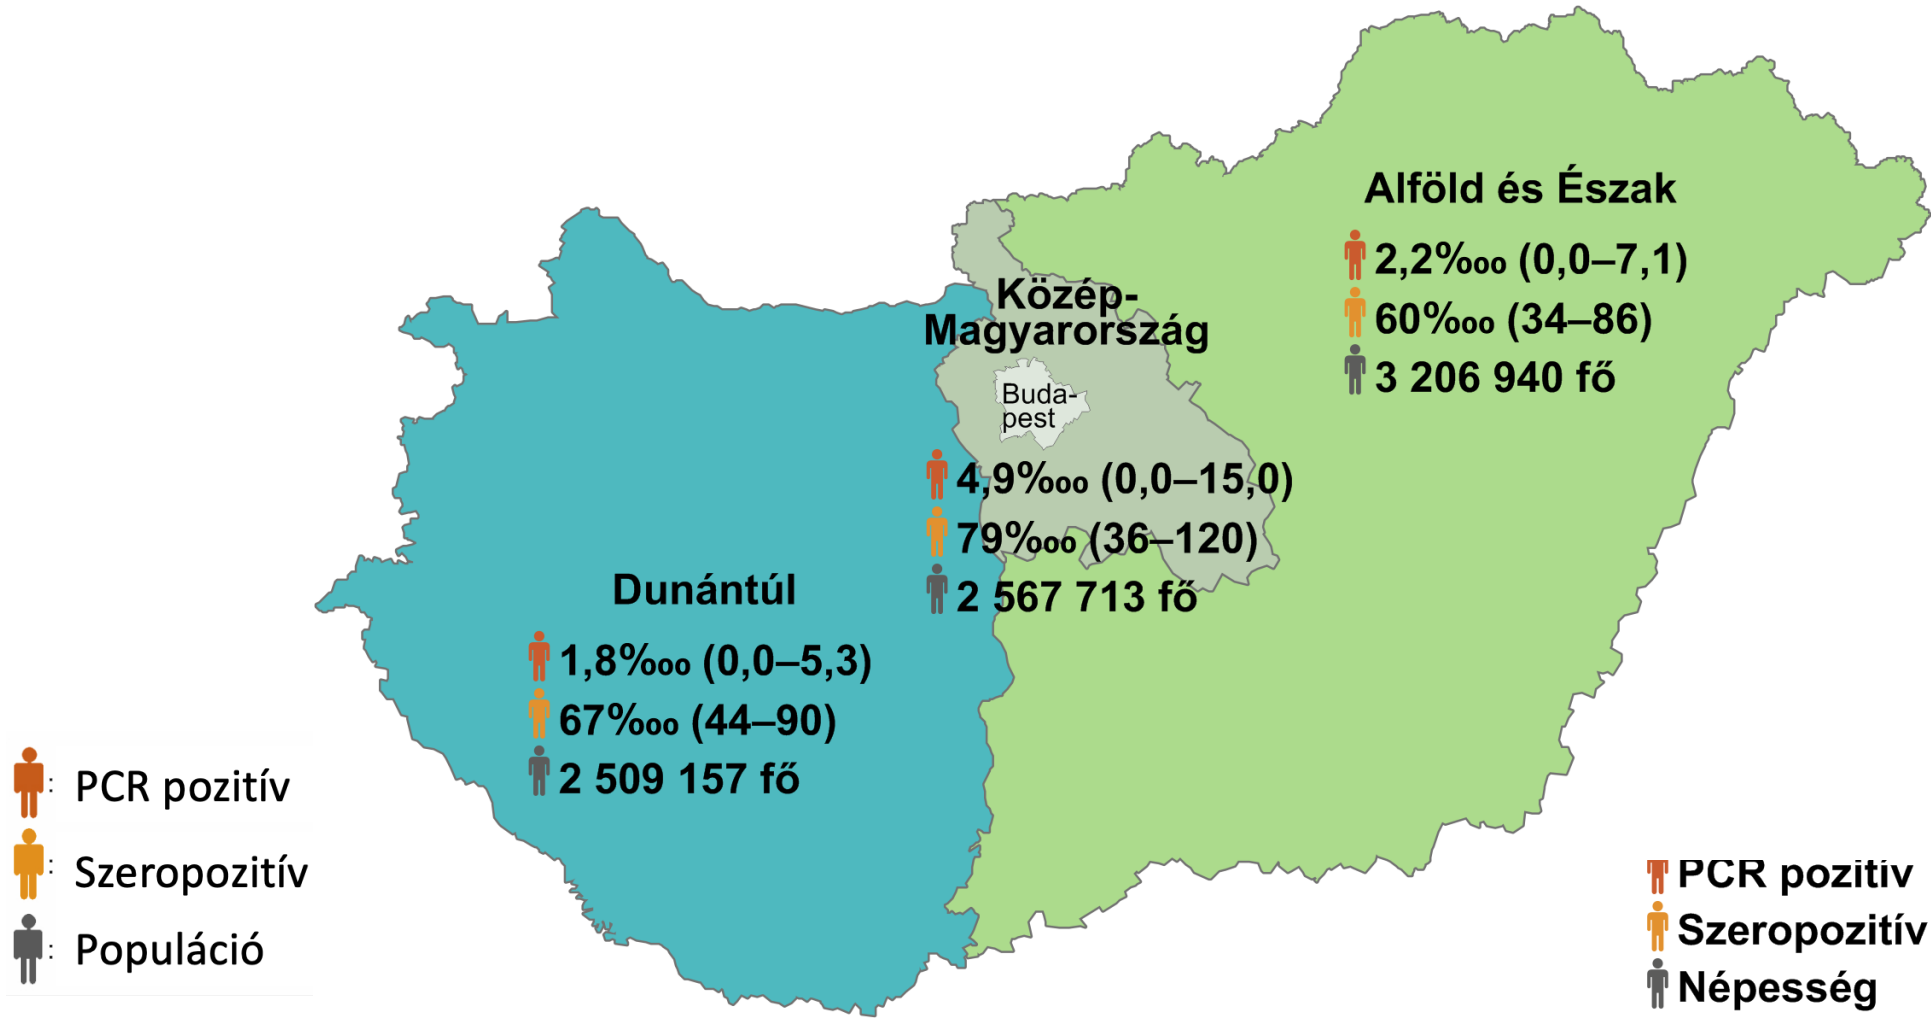 Alföld és Észak
2,2‱ (0,0–7,1)
60‱ (34–86)
3 206 940 fő
Közép-
Magyarország
Buda-
pest
4,9‱ (0,0–15,0)
79‱ (36–120)
2 567 713 fő
Dunántúl
1,8‱ (0,0–5,3)
67‱ (44–90)
2 509 157 fő
: PCR pozitív
: Szeropozitív
: Populáció
PCR pozitív
Szeropozitív
Népesség